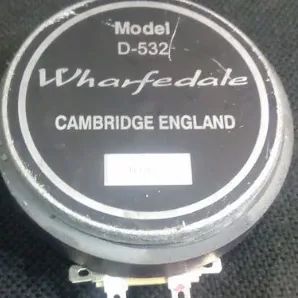 Model
D-532
Wharfedale
CAMBRIDGE ENGLAND